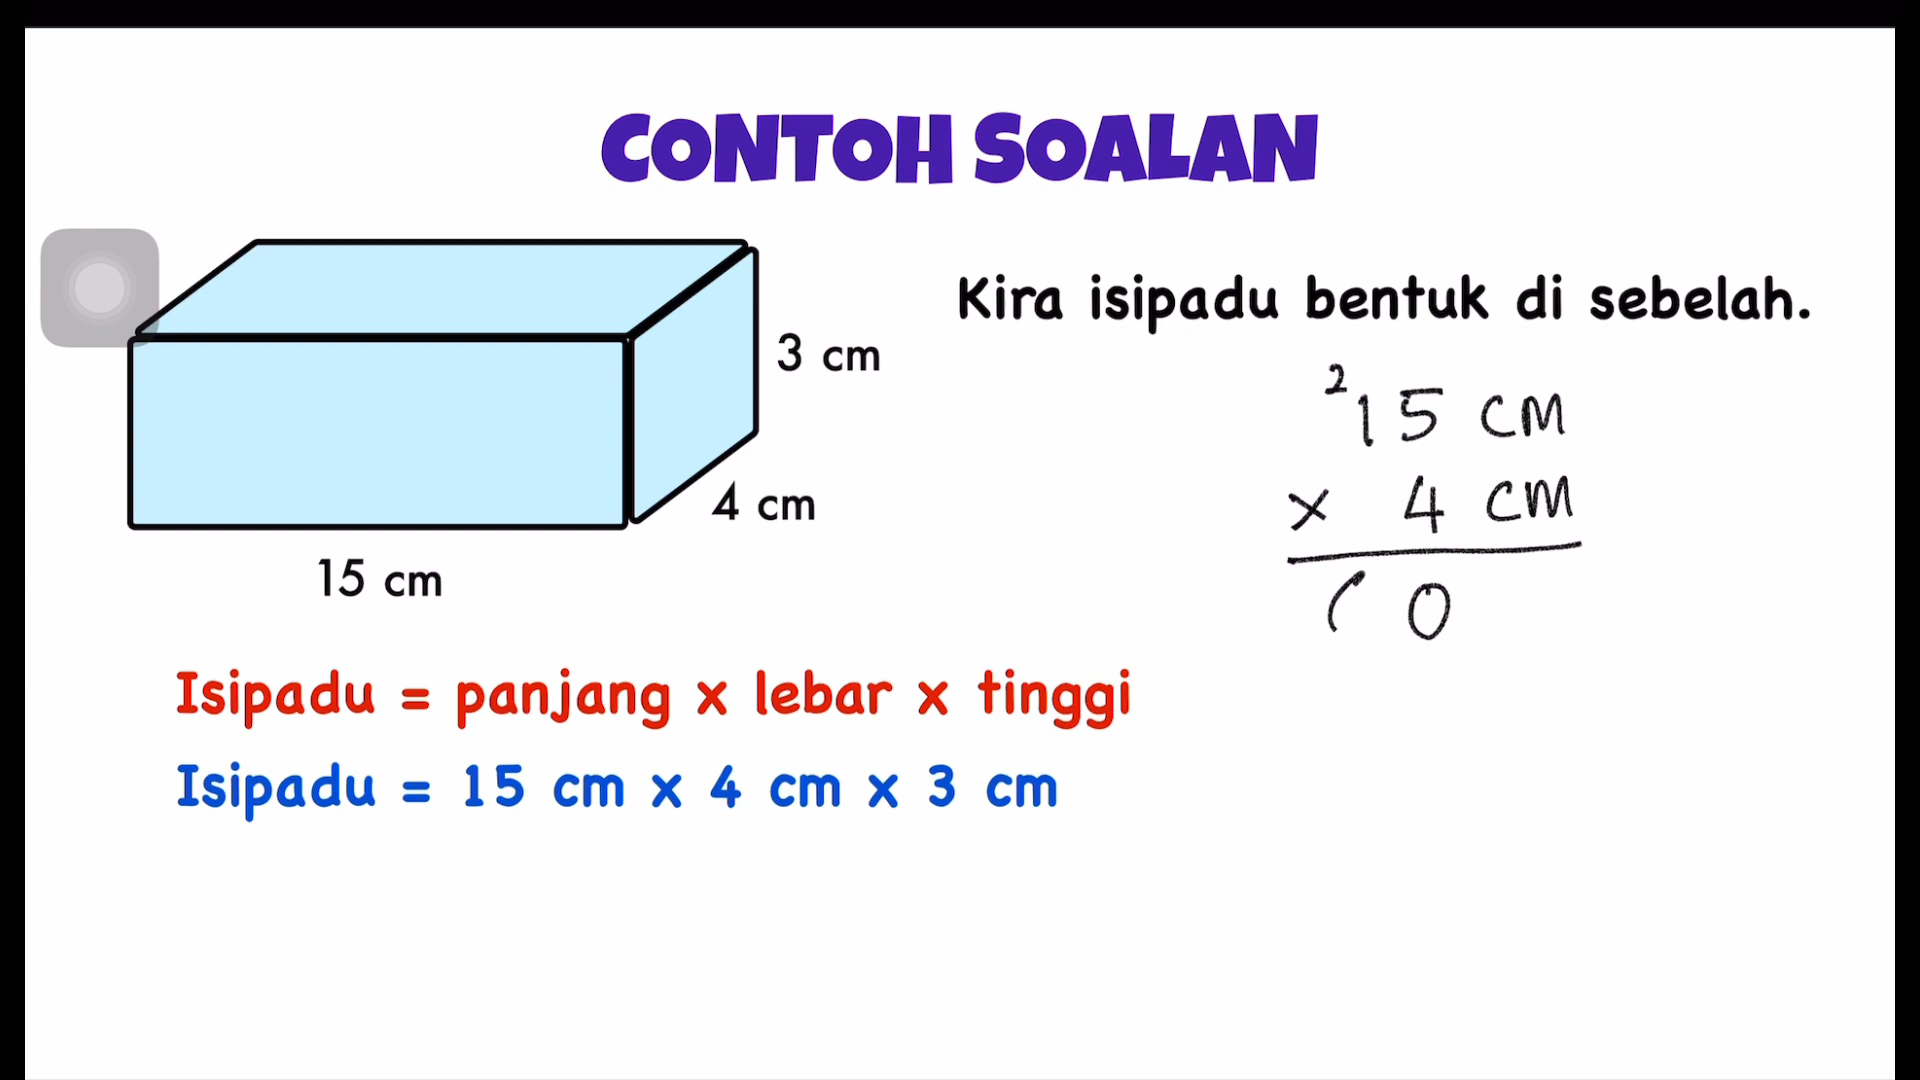 CONTOH SOALAN
Kira isipadu bentuk di sebelah.
3 cm
4 cm
15 cm
2
15 cm
x 4 cm
0
Isipadu = panjang x lebar x tinggi
Isipadu = 15 cm x 4 cm x 3 cm